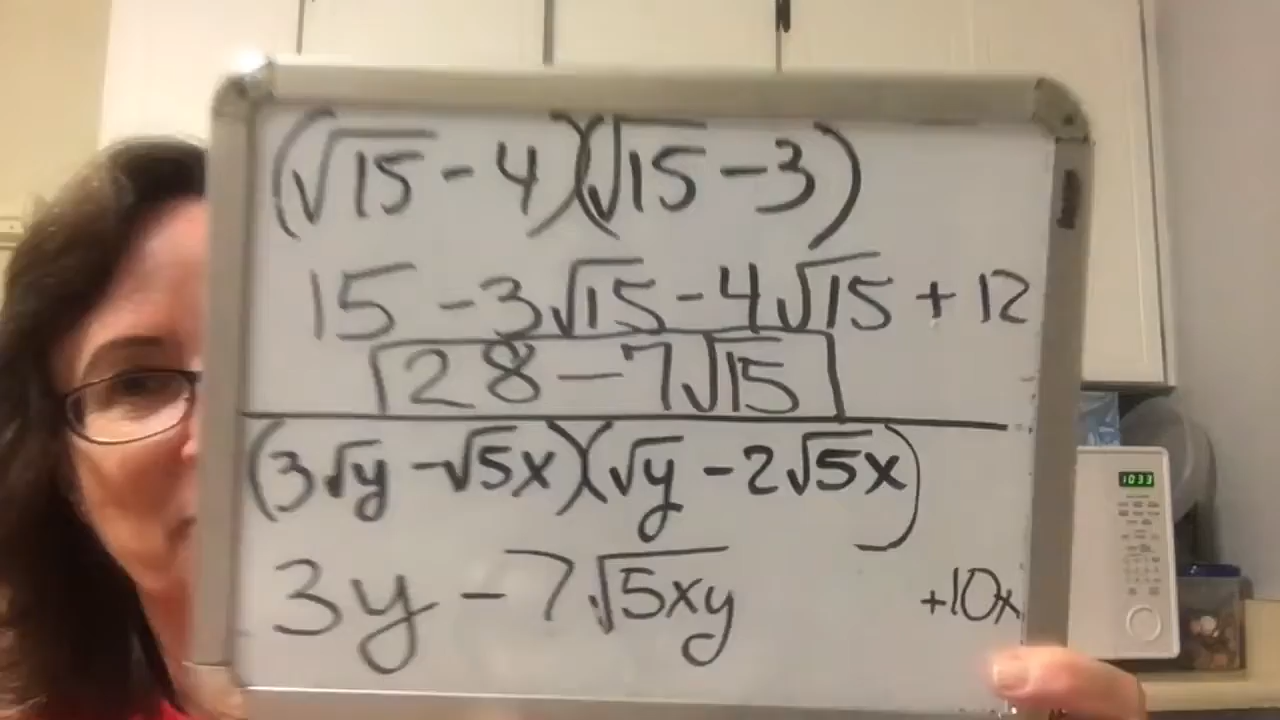 (√15 - 4)(√15 - 3)
15 - 3√15 - 4√15 + 12
28 - 7√15
(3√y - √5x)(√y - 2√5x)
3y - 7√5xy +10x
1033